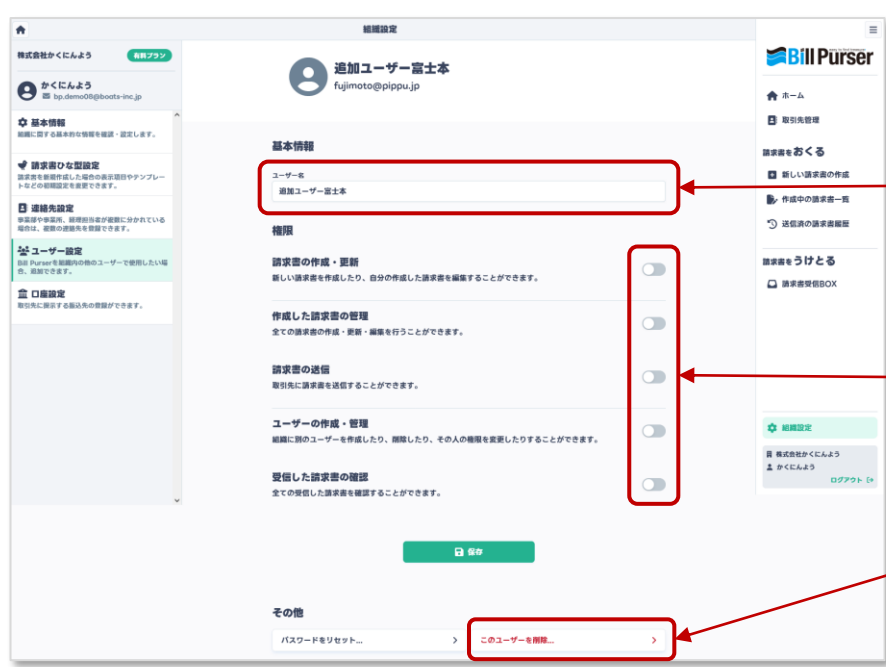 組織設定
株式会社かくにんよう
有料プラン
かくにんよう
bp.demo08@boats-inc.jp
基本情報
組織に関する基本的な情報を確認・設定します。
請求書ひな型設定
請求書を新規作成した場合の表示項目やテンプレー
トなどの初期設定を変更できます。
連絡先設定
事業部や事業所、経理担当者が複数に分かれている
場合は、複数の連絡先を登録できます。
ユーザー設定
Bill Purserを組織内の他のユーザーで使用したい場
合、追加できます。
口座設定
取引先に掲示する振込先の登録ができます。
追加ユーザー富士本
fujimoto@pippu.jp
基本情報
ユーザー名
追加ユーザー富士本
権限
請求書の作成・更新
新しい請求書を作成したり、自分の作成した請求書を編集することができます。
作成した請求書の管理
全ての請求書の作成・更新・編集を行うことができます。
請求書の送信
取引先に請求書を送信することができます。
ユーザーの作成・管理
組織に別のユーザーを作成したり、削除したり、その人の権限を変更したりすることができます。
受信した請求書の確認
全ての受信した請求書を確認することができます。
保存
その他
パスワードをリセット...
このユーザーを削除...
Bill Purser
ホーム
取引先管理
請求書をおくる
新しい請求書の作成
作成中の請求書一覧
送信済の請求書履歴
請求書をうけとる
請求書受信BOX
組織設定
株式会社かくにんよう
かくにんよう
ログアウト